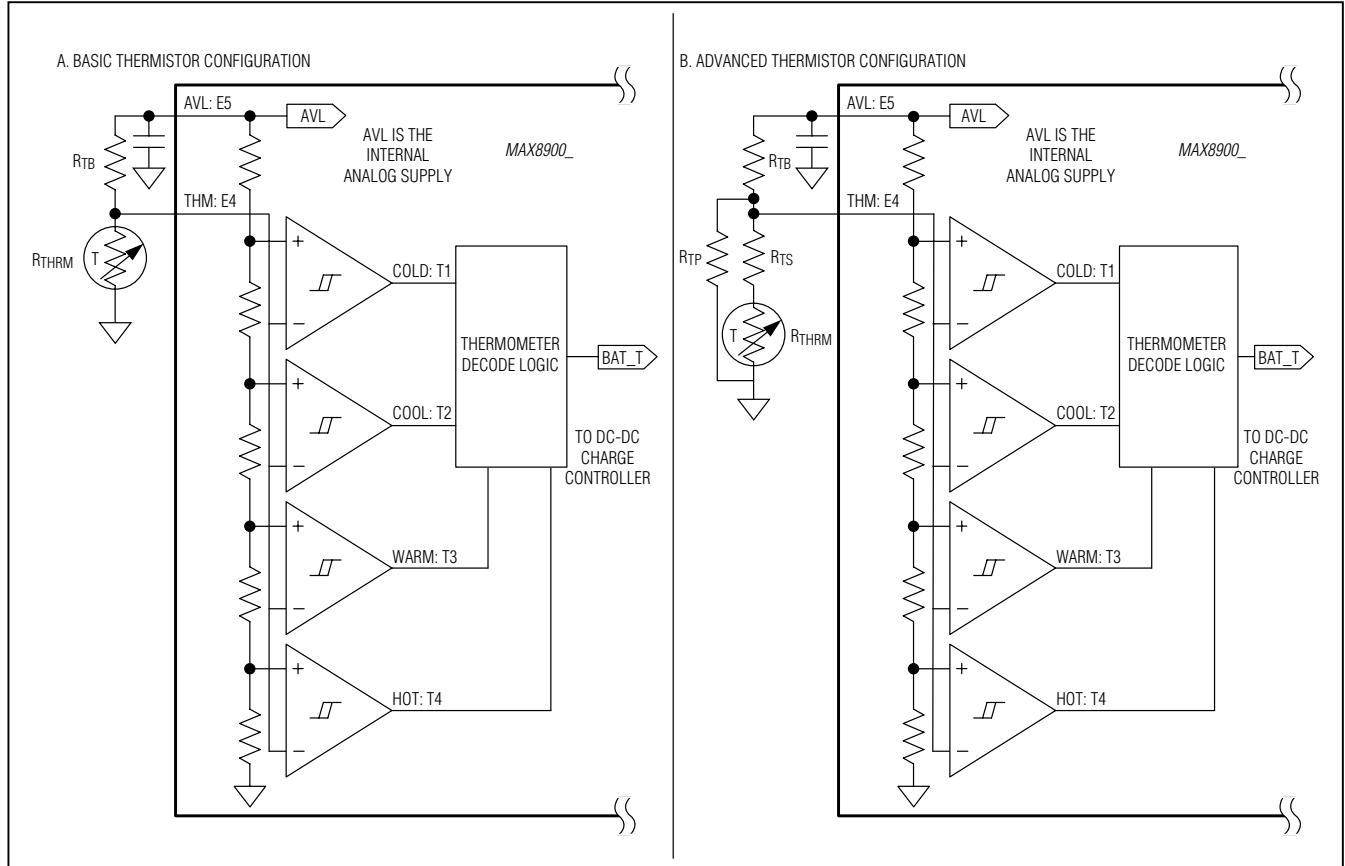 A. BASIC THERMISTOR CONFIGURATION
AVL: E5
AVL
AVL IS THE
INTERNAL
ANALOG SUPPLY
MAX8900_
RTB
THM: E4
RTHRM
T
+
−
COLD: T1
+
−
COOL: T2
+
−
WARM: T3
+
−
HOT: T4
THERMOMETER
DECODE LOGIC
BAT_T
TO DC-DC
CHARGE
CONTROLLER
B. ADVANCED THERMISTOR CONFIGURATION
AVL: E5
AVL
AVL IS THE
INTERNAL
ANALOG SUPPLY
MAX8900_
RTB
THM: E4
RTP
RTS
T
RTHRM
+
−
COLD: T1
+
−
COOL: T2
+
−
WARM: T3
+
−
HOT: T4
THERMOMETER
DECODE LOGIC
BAT_T
TO DC-DC
CHARGE
CONTROLLER